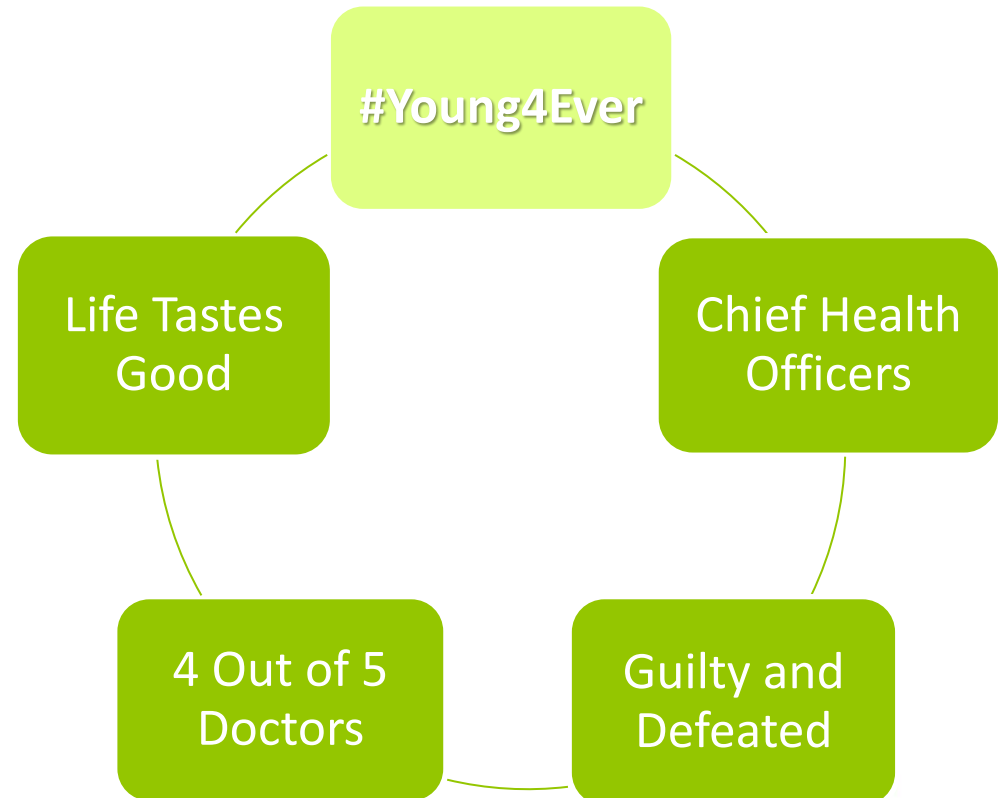 #Young4Ever
Life Tastes
Good
Chief Health
Officers
4 Out of 5
Doctors
Guilty and
Defeated